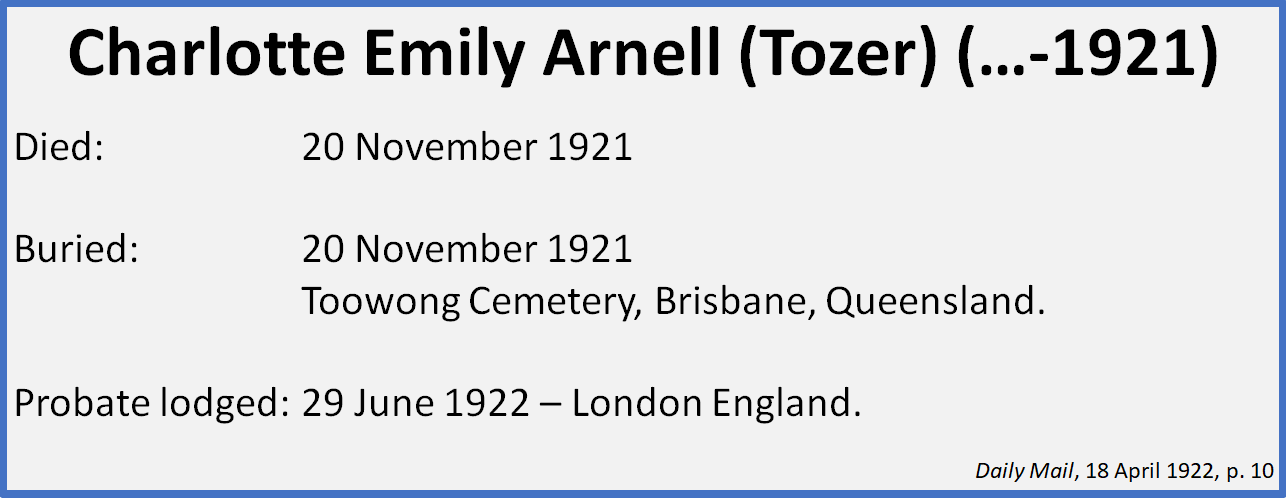 Charlotte Emily Arnell (Tozer) (…-1921)
Died: 20 November 1921
Buried: 20 November 1921
Toowong Cemetery, Brisbane, Queensland.
Probate lodged: 29 June 1922 – London England.
Daily Mail, 18 April 1922, p. 10